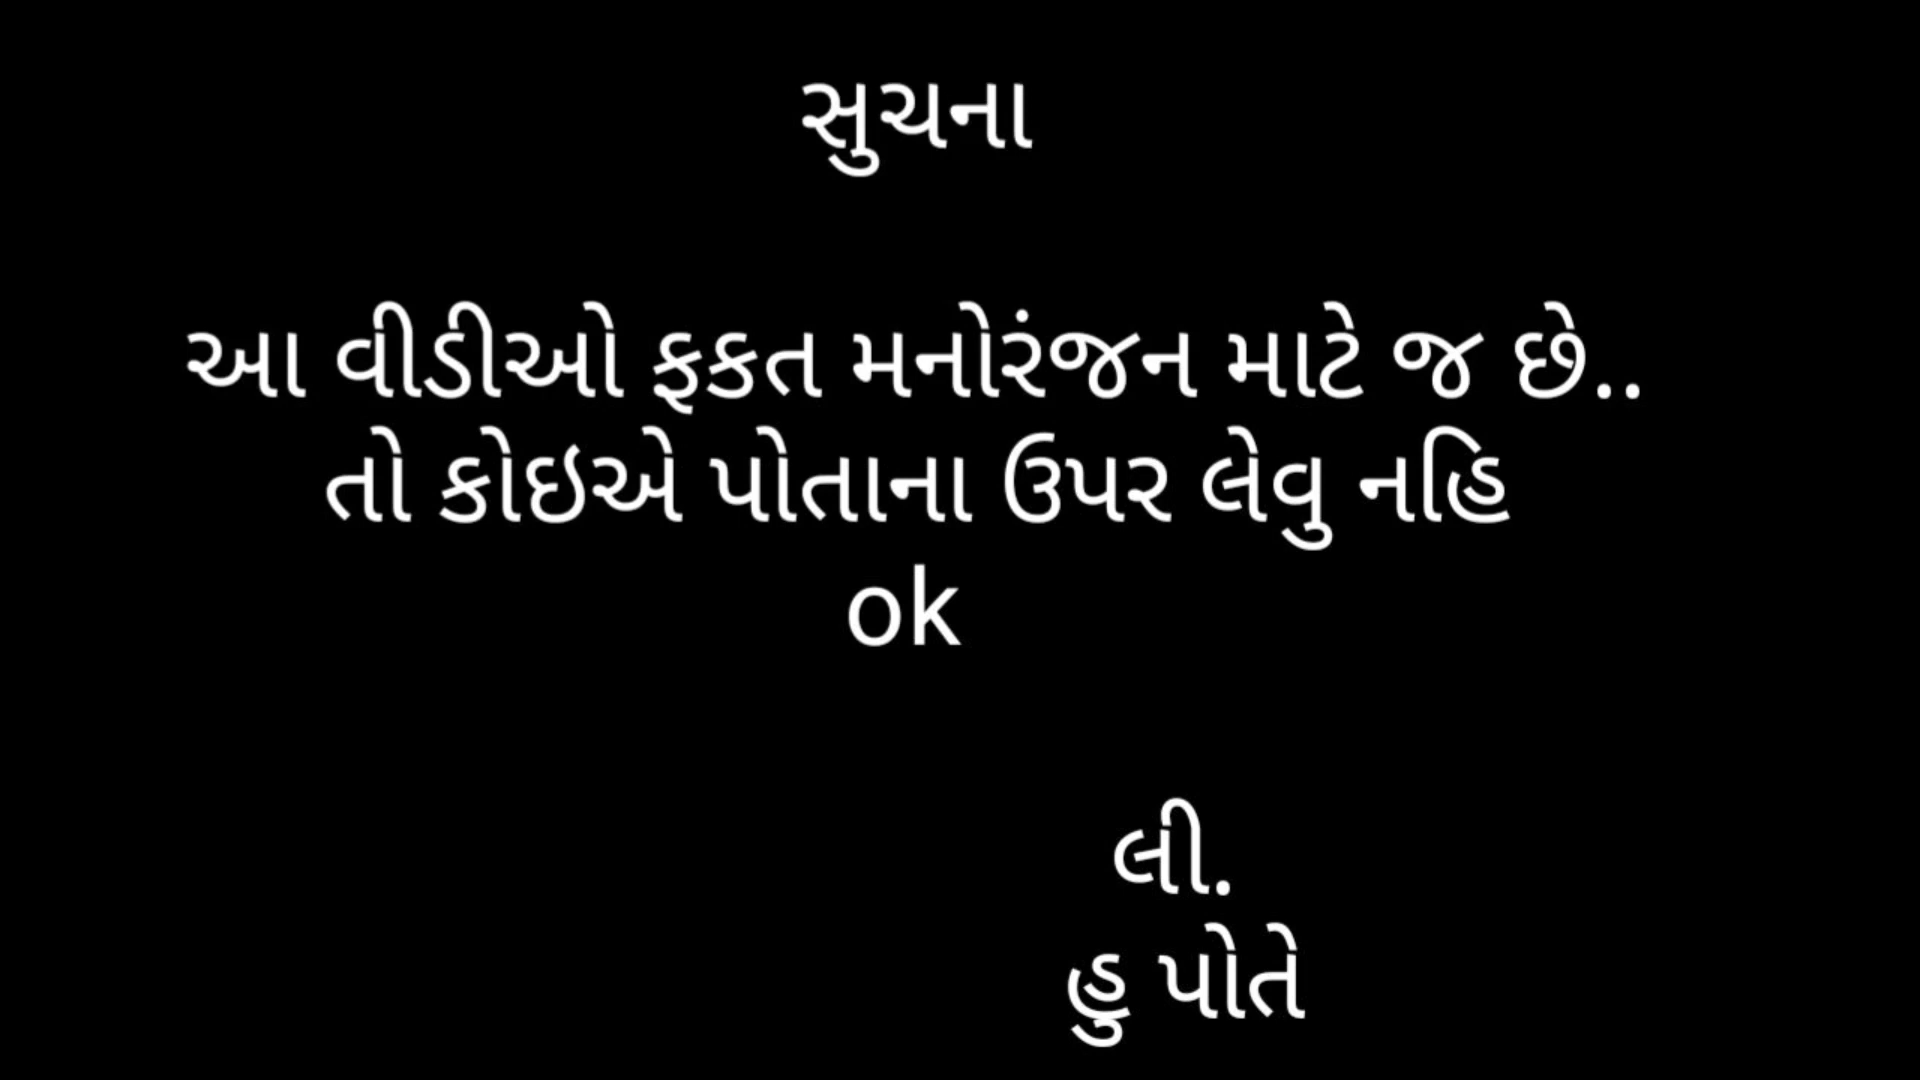 સુચના
આ વીડીઓ ફકત મનોરંજન માટે જ છે..
તો કોઇએ પોતાના ઉપર લેવુ નહિ
ok
લી.
હુ પોતે